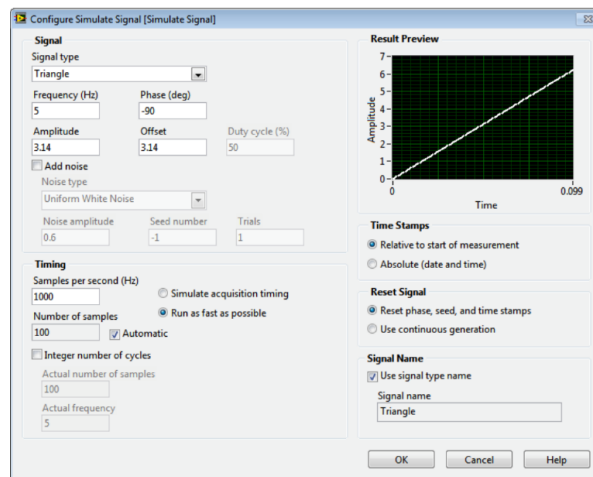 Configure Simulate Signal [Simulate Signal]
Signal
Signal type
Triangle
Frequency (Hz) Phase (deg)
5 -90
Amplitude Offset Duty cycle (%)
3.14 3.14 50
Add noise
Noise type
Uniform White Noise
Noise amplitude Seed number Trials
0.6 -1 1
Timing
Samples per second (Hz)
1000
Simulate acquisition timing
Run as fast as possible
Number of samples
100 Automatic
Integer number of cycles
Actual number of samples
100
Actual frequency
5
Result Preview
7
6
5
4
3
2
1
0
Amplitude
0 0.099
Time
Time Stamps
Relative to start of measurement
Absolute (date and time)
Reset Signal
Reset phase, seed, and time stamps
Use continuous generation
Signal Name
Use signal type name
Signal name
Triangle
OK Cancel Help